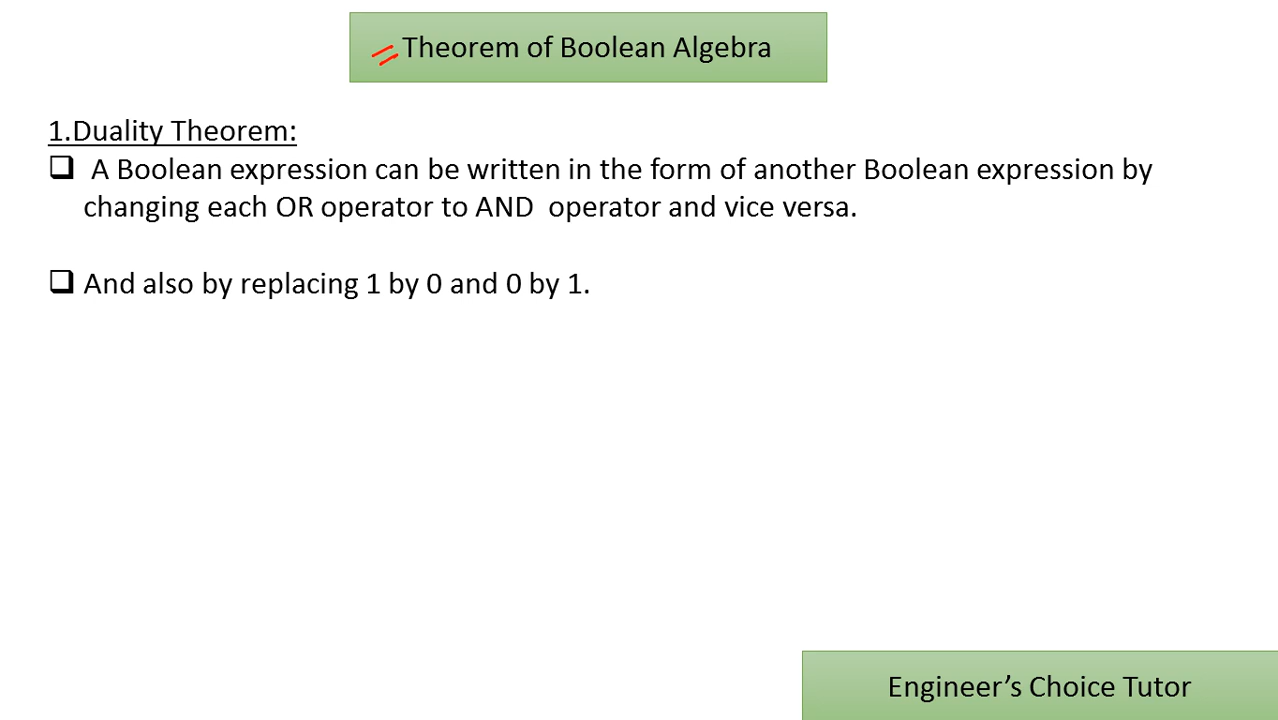 Theorem of Boolean Algebra
1.Duality Theorem:
❑ A Boolean expression can be written in the form of another Boolean expression by
changing each OR operator to AND operator and vice versa.
❑ And also by replacing 1 by 0 and 0 by 1.
Engineer’s Choice Tutor